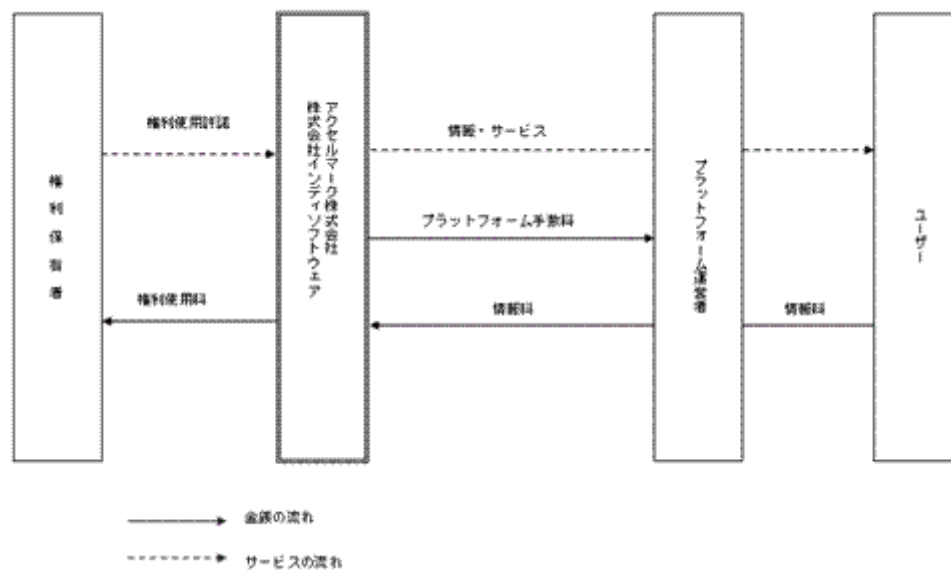 権利保有者
権利使用許諾
権利使用料
アクセルマーク株式会社
株式会社インディソフトウェア
情報・サービス
プラットフォーム手数料
情報料
プラットフォーム運営者
情報料
ユーザー
金銭の流れ
サービスの流れ